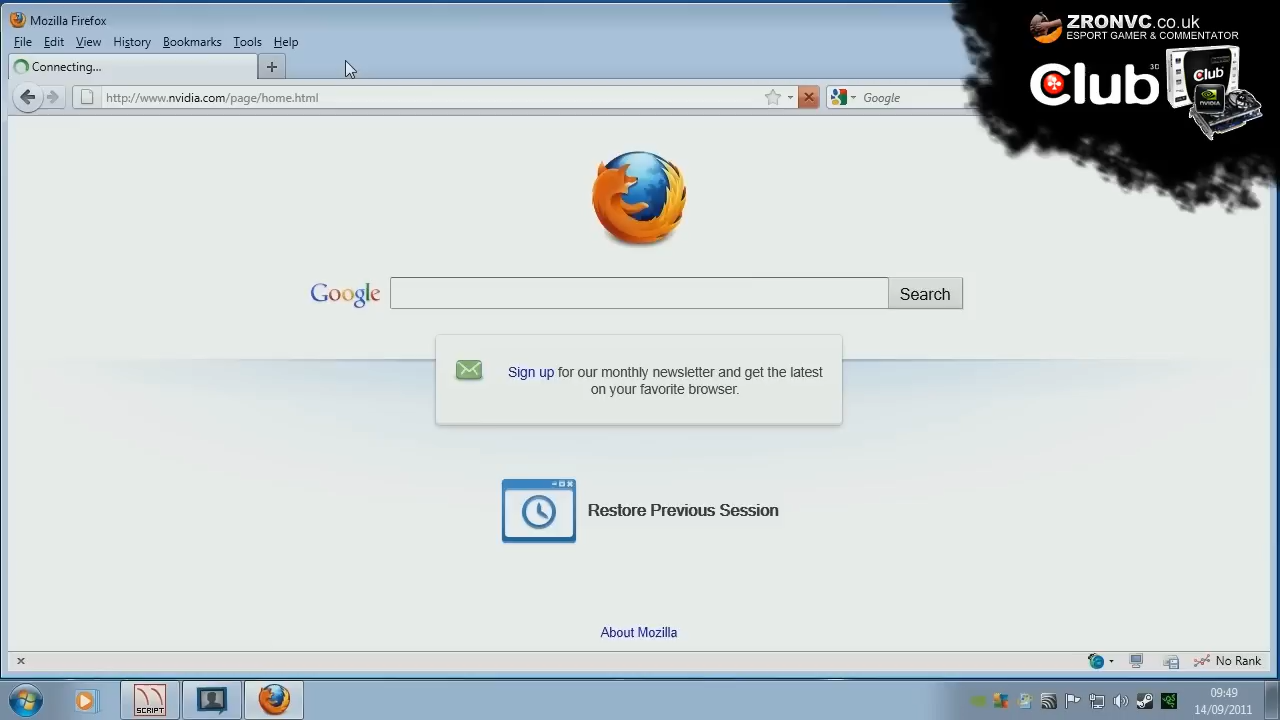 Mozilla Firefox
File Edit View History Bookmarks Tools Help
Connecting...
http://www.nvidia.com/page/home.html
Google
ZRONVC.co.uk
ESPORT GAMER & COMMENTATOR
Club 3D
Club
NVIDIA
Google
Search
Sign up for our monthly newsletter and get the latest
on your favorite browser.
Restore Previous Session
About Mozilla
No Rank
SCRIPT
09:49
14/09/2011